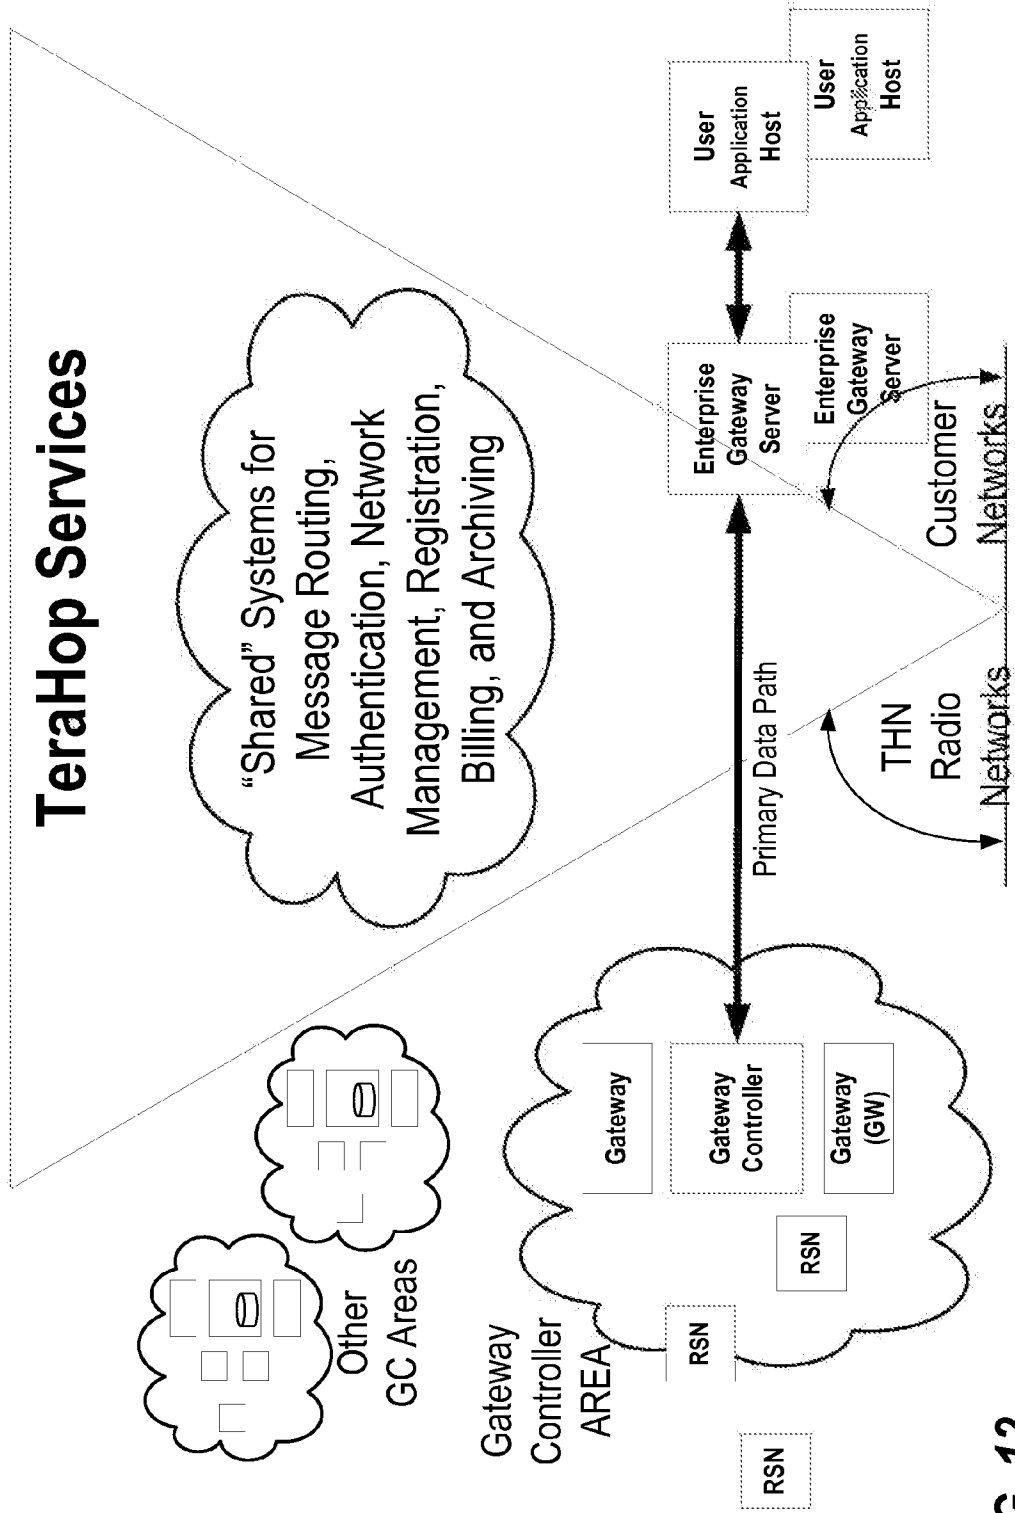 TeraHop Services
“Shared” Systems for
Message Routing,
Authentication, Network
Management, Registration,
Billing, and Archiving
Other
GC Areas
Gateway
Controller
AREA
RSN
RSN
RSN
Gateway
Gateway
Controller
Gateway
(GW)
Primary Data Path
Enterprise
Gateway
Server
Enterprise
Gateway
Server
User
Application
Host
User
Application
Host
THN
Radio
Networks
Customer
Networks
G. 12